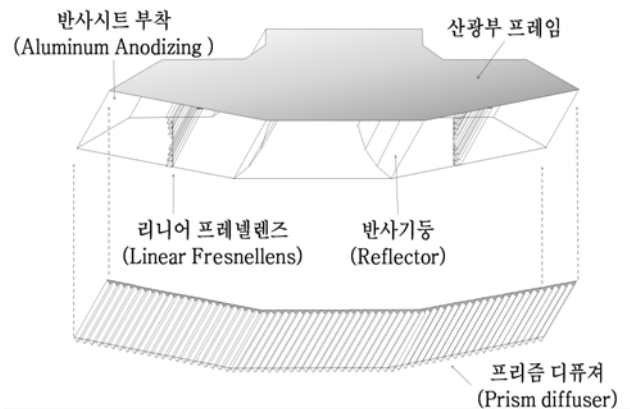 반사시트 부착
(Aluminum Anodizing )
산광부 프레임
리니어 프레넬렌즈
(Linear Fresnellens)
반사기둥
(Reflector)
프리즘 디퓨져
(Prism diffuser)